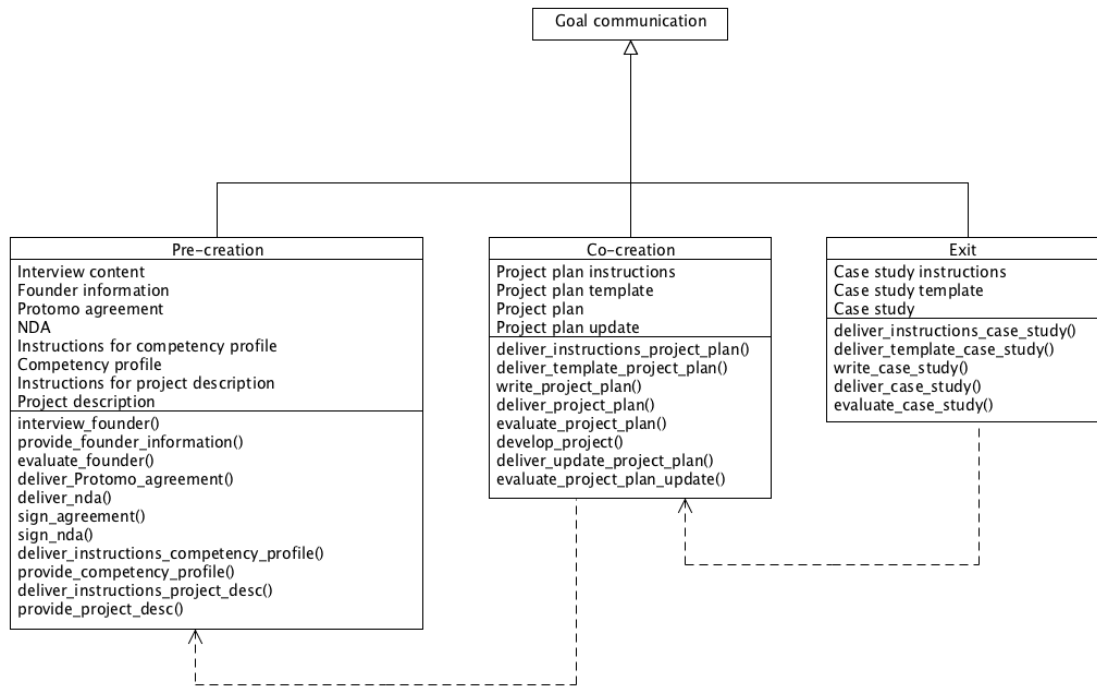 Goal communication
Pre-creation
Interview content
Founder information
Protomo agreement
NDA
Instructions for competency profile
Competency profile
Instructions for project description
Project description
interview_founder()
provide_founder_information()
evaluate_founder()
deliver_Protomo_agreement()
deliver_nda()
sign_agreement()
sign_nda()
deliver_instructions_competency_profile()
provide_competency_profile()
deliver_instructions_project_desc()
provide_project_desc()
Co-creation
Project plan instructions
Project plan template
Project plan
Project plan update
deliver_instructions_project_plan()
deliver_template_project_plan()
write_project_plan()
deliver_project_plan()
evaluate_project_plan()
develop_project()
deliver_update_project_plan()
evaluate_project_plan_update()
Exit
Case study instructions
Case study template
Case study
deliver_instructions_case_study()
deliver_template_case_study()
write_case_study()
deliver_case_study()
evaluate_case_study()